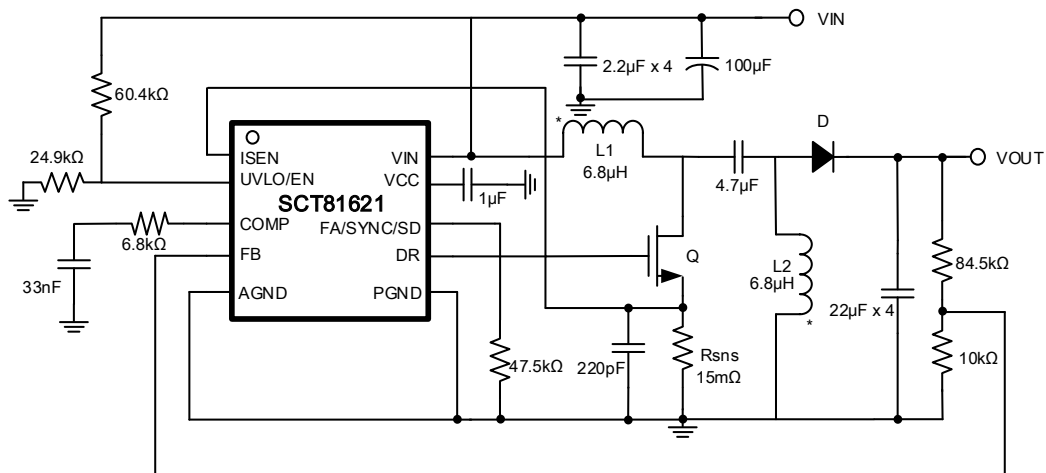 VIN
2.2µF x 4
100µF
60.4kΩ
D
*
L1
6.8µH
ISEN
VIN
VOUT
24.9kΩ
UVLO/EN
VCC
4.7µF
1µF
SCT81621
COMP
FA/SYNC/SD
6.8kΩ
FB
DR
Q
L2
6.8µH
84.5kΩ
33nF
AGND
PGND
22µF x 4
*
47.5kΩ
220pF
Rsns
15mΩ
10kΩ